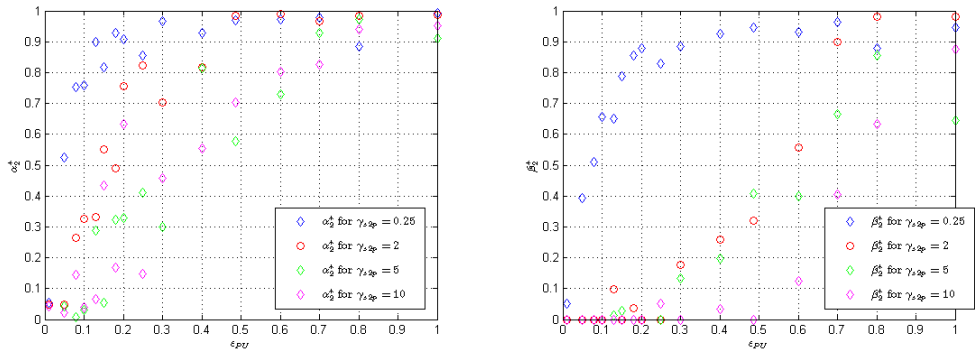 1
0.9
0.8
0.7
0.6
0.5
0.4
0.3
0.2
0.1
0
α₂*
0 0.1 0.2 0.3 0.4 0.5 0.6 0.7 0.8 0.9 1
ε_PU
α₂* for γ_s2p = 0.25
α₂* for γ_s2p = 2
α₂* for γ_s2p = 5
α₂* for γ_s2p = 10
1
0.9
0.8
0.7
0.6
0.5
0.4
0.3
0.2
0.1
0
β₂*
0 0.1 0.2 0.3 0.4 0.5 0.6 0.7 0.8 0.9 1
ε_PU
β₂* for γ_s2p = 0.25
β₂* for γ_s2p = 2
β₂* for γ_s2p = 5
β₂* for γ_s2p = 10